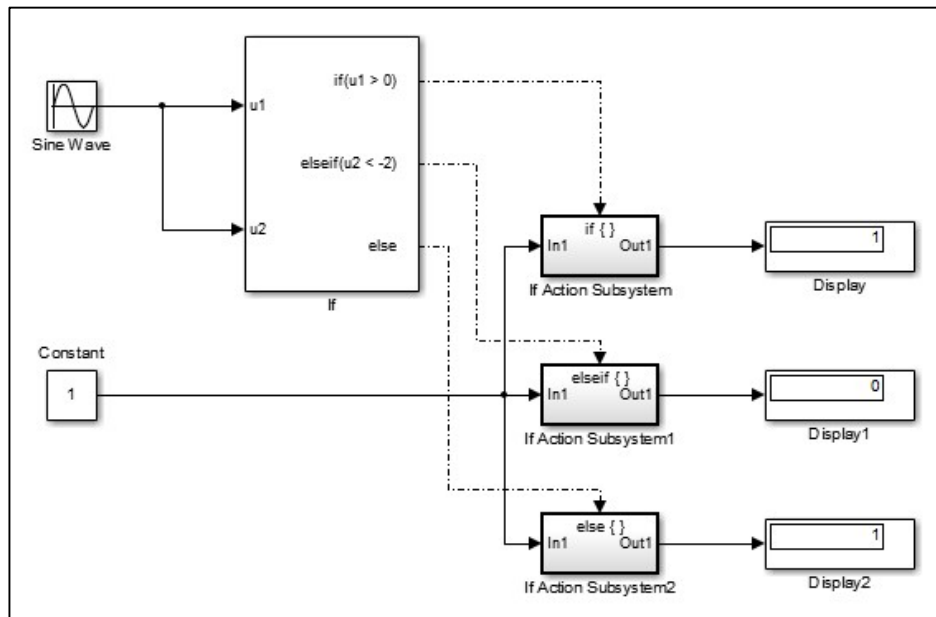 if(u1 > 0)
u1
Sine Wave
elseif(u2 < -2)
u2
else
If
if { }
In1
Out1
If Action Subsystem
1
Display
Constant
1
elseif { }
In1
Out1
If Action Subsystem1
0
Display1
else { }
In1
Out1
If Action Subsystem2
1
Display2